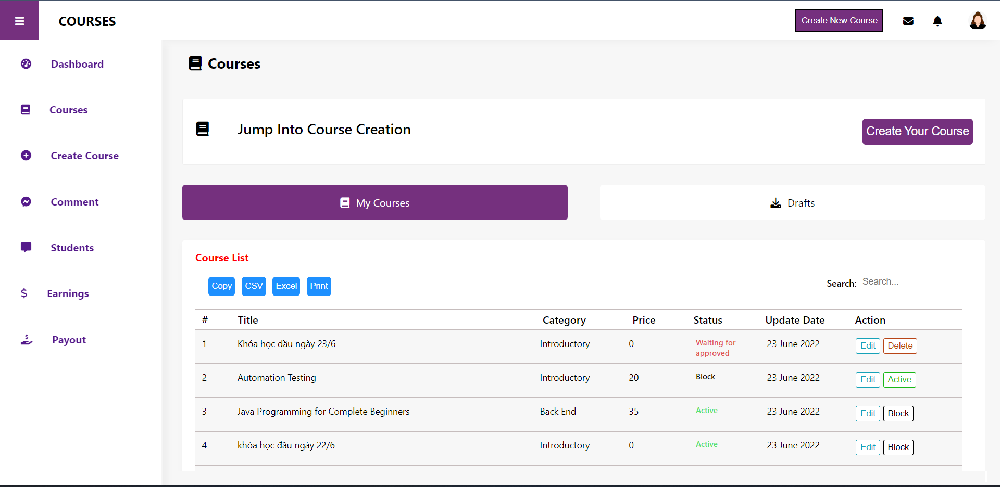 COURSES
Create New Course
Dashboard
Courses
Create Course
Comment
Students
Earnings
Payout
Courses
Jump Into Course Creation
Create Your Course
My Courses
Drafts
Course List
Copy CSV Excel Print
Search: Search...
# Title Category Price Status Update Date Action
1 Khóa học đầu ngày 23/6 Introductory 0 Waiting for approved 23 June 2022 Edit Delete
2 Automation Testing Introductory 20 Block 23 June 2022 Edit Active
3 Java Programming for Complete Beginners Back End 35 Active 23 June 2022 Edit Block
4 khóa học đầu ngày 22/6 Introductory 0 Active 23 June 2022 Edit Block